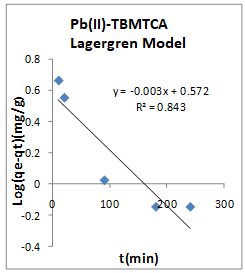 Pb(II)-TBMTCA
Lagergren Model
0.8
0.6
0.4
0.2
0
-0.2
-0.4
y = -0.003x + 0.572
R² = 0.843
0
100
200
300
Log(qe-qt)(mg/g)
t(min)